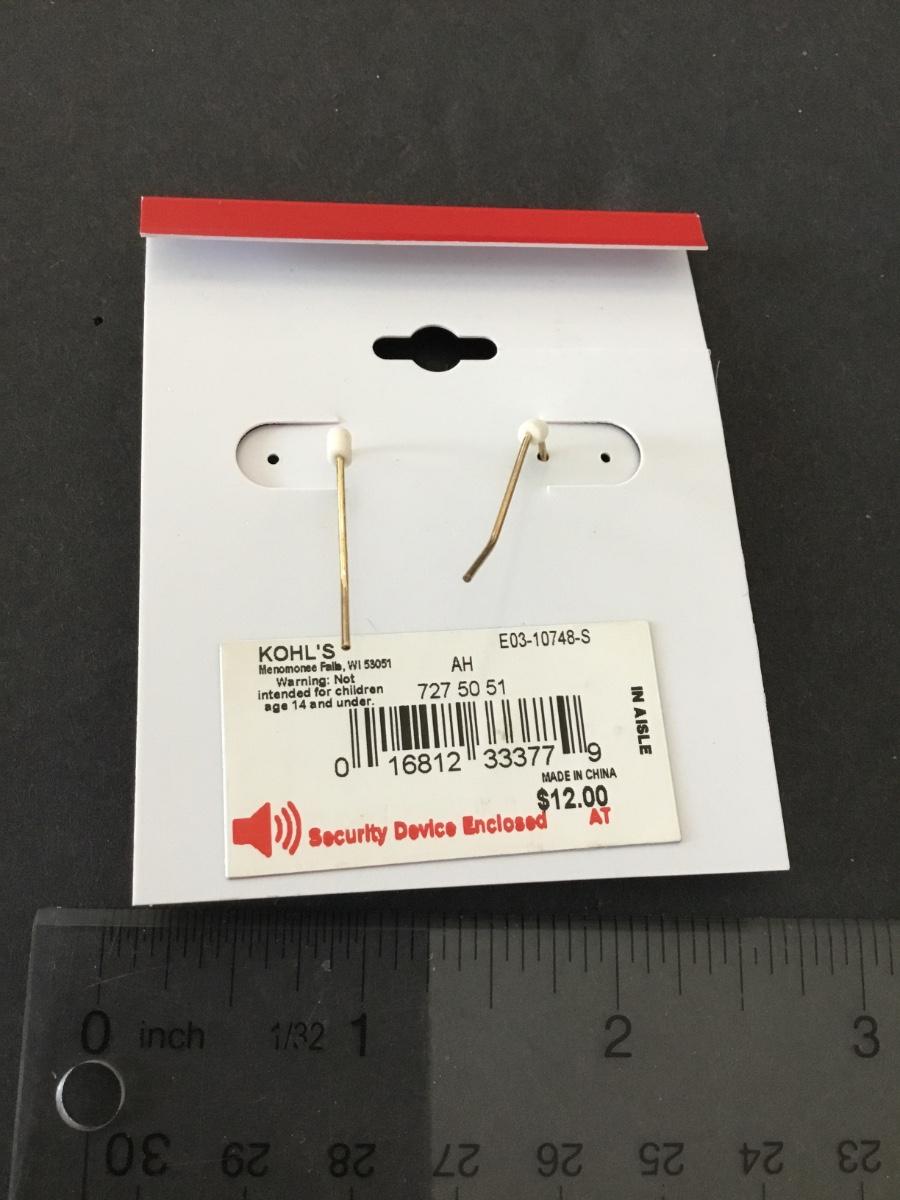 KOHL'S
Menomonee Falls, WI 53051
Warning: Not
intended for children
age 14 and under.
E03-10748-S
AH
727 50 51
IN AISLE
0 16812 33377 9
MADE IN CHINA
$12.00
Security Device Enclosed
AT
0 inch 1/32 1 2 3
30 29 28 27 26 25 24 23